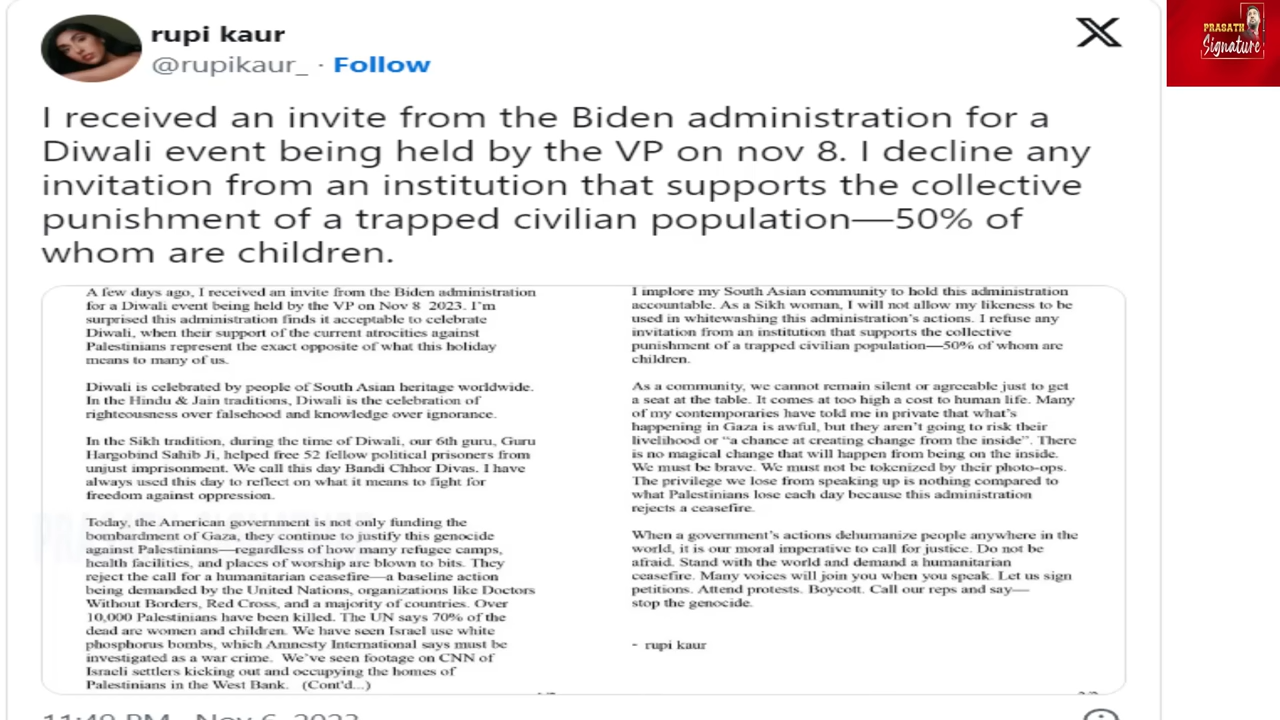 rupi kaur
@rupikaur_ · Follow
PRASATH
Signature
I received an invite from the Biden administration for a
Diwali event being held by the VP on nov 8. I decline any
invitation from an institution that supports the collective
punishment of a trapped civilian population—50% of
whom are children.
A few days ago, I received an invite from the Biden administration
for a Diwali event being held by the VP on Nov 8 2023. I'm
surprised this administration finds it acceptable to celebrate
Diwali, when their support of the current atrocities against
Palestinians represent the exact opposite of what this holiday
means to many of us.
Diwali is celebrated by people of South Asian heritage worldwide.
In the Hindu & Jain traditions, Diwali is the celebration of
righteousness over falsehood and knowledge over ignorance.
In the Sikh tradition, during the time of Diwali, our 6th guru, Guru
Hargobind Sahib Ji, helped free 52 fellow political prisoners from
unjust imprisonment. We call this day Bandi Chhor Divas. I have
always used this day to reflect on what it means to fight for
freedom against oppression.
Today, the American government is not only funding the
bombardment of Gaza, they continue to justify this genocide
against Palestinians—regardless of how many refugee camps,
health facilities, and places of worship are blown to bits. They
reject the call for a humanitarian ceasefire—a baseline action
being demanded by the United Nations, organizations like Doctors
Without Borders, Red Cross, and a majority of countries. Over
10,000 Palestinians have been killed. The UN says 70% of the
dead are women and children. We have seen Israel use white
phosphorus bombs, which Amnesty International says must be
investigated as a war crime. We've seen footage on CNN of
Israeli settlers kicking out and occupying the homes of
Palestinians in the West Bank. (Cont'd...)
I implore my South Asian community to hold this administration
accountable. As a Sikh woman, I will not allow my likeness to be
used in whitewashing this administration's actions. I refuse any
invitation from an institution that supports the collective
punishment of a trapped civilian population—50% of whom are
children.
As a community, we cannot remain silent or agreeable just to get
a seat at the table. It comes at too high a cost to human life. Many
of my contemporaries have told me in private that what's
happening in Gaza is awful, but they aren't going to risk their
livelihood or “a chance at creating change from the inside”. There
is no magical change that will happen from being on the inside.
We must be brave. We must not be tokenized by their photo-ops.
The privilege we lose from speaking up is nothing compared to
what Palestinians lose each day because this administration
rejects a ceasefire.
When a government's actions dehumanize people anywhere in the
world, it is our moral imperative to call for justice. Do not be
afraid. Stand with the world and demand a humanitarian
ceasefire. Many voices will join you when you speak. Let us sign
petitions. Attend protests. Boycott. Call our reps and say—
stop the genocide.
- rupi kaur
11:49 PM · Nov 6, 2023